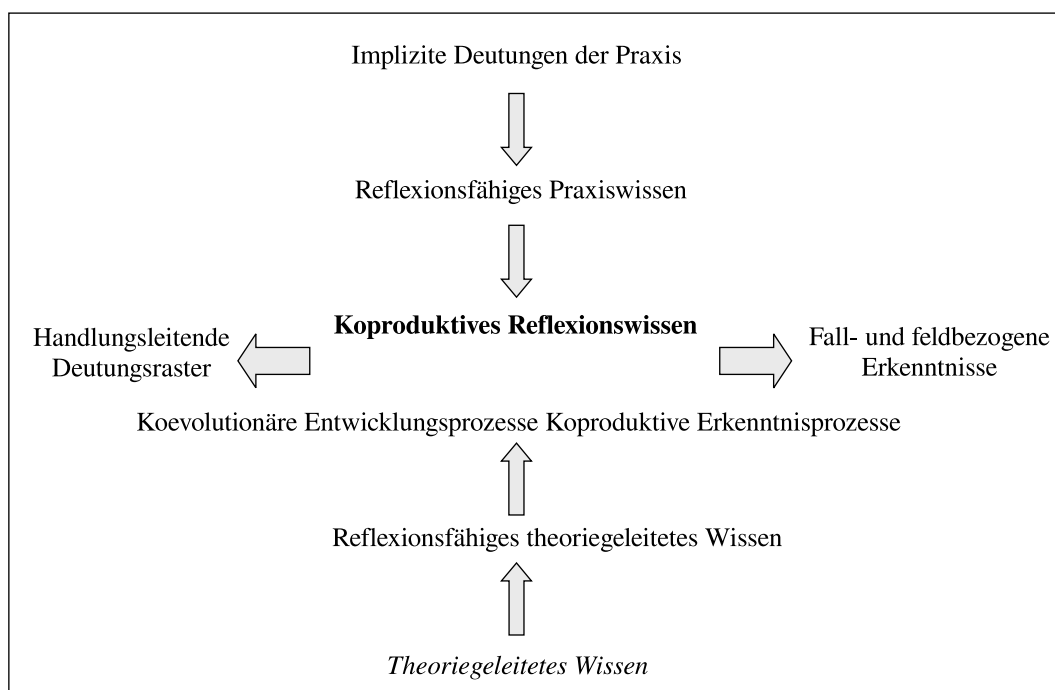 Implizite Deutungen der Praxis
Reflexionsfähiges Praxiswissen
Koproduktives Reflexionswissen
Handlungsleitende
Deutungsraster
Fall- und feldbezogene
Erkenntnisse
Koevolutionäre Entwicklungsprozesse Koproduktive Erkenntnisprozesse
Reflexionsfähiges theoriegeleitetes Wissen
Theoriegeleitetes Wissen